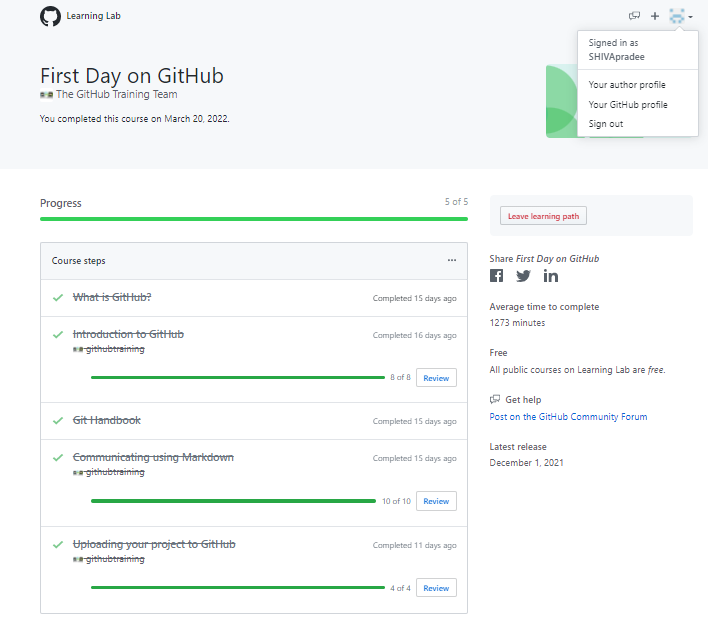 Learning Lab
Signed in as
SHIVApradee
Your author profile
Your GitHub profile
Sign out
First Day on GitHub
The GitHub Training Team
You completed this course on March 20, 2022.
Progress
5 of 5
Course steps
What is GitHub?
Completed 15 days ago
Introduction to GitHub
Completed 16 days ago
githubtraining
8 of 8
Review
Git Handbook
Completed 15 days ago
Communicating using Markdown
Completed 15 days ago
githubtraining
10 of 10
Review
Uploading your project to GitHub
Completed 11 days ago
githubtraining
4 of 4
Review
Leave learning path
Share First Day on GitHub
Average time to complete
1273 minutes
Free
All public courses on Learning Lab are free.
Get help
Post on the GitHub Community Forum
Latest release
December 1, 2021